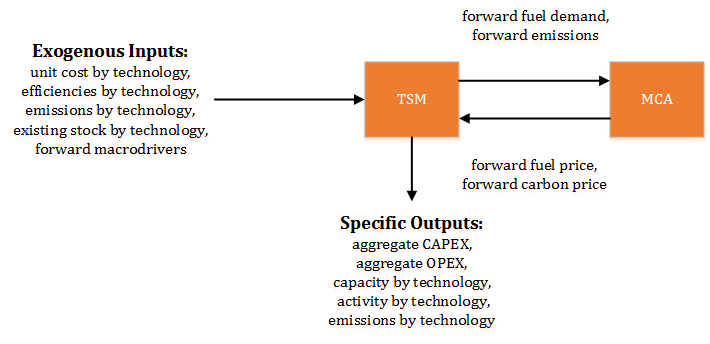 forward fuel demand,
forward emissions
Exogenous Inputs:
unit cost by technology,
efficiencies by technology,
emissions by technology,
existing stock by technology,
forward macrodrivers
TSM
MCA
forward fuel price,
forward carbon price
Specific Outputs:
aggregate CAPEX,
aggregate OPEX,
capacity by technology,
activity by technology,
emissions by technology